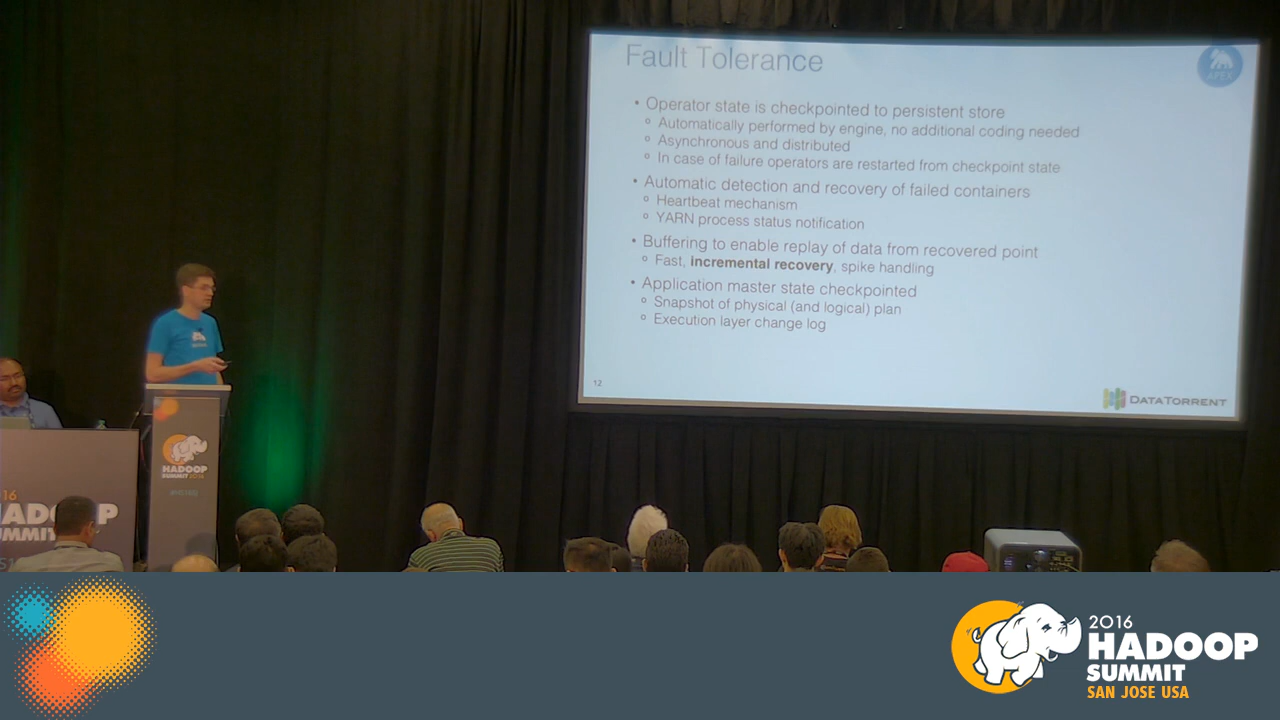 Fault Tolerance
APEX
• Operator state is checkpointed to persistent store
○ Automatically performed by engine, no additional coding needed
○ Asynchronous and distributed
○ In case of failure operators are restarted from checkpoint state
• Automatic detection and recovery of failed containers
○ Heartbeat mechanism
○ YARN process status notification
• Buffering to enable replay of data from recovered point
○ Fast, incremental recovery, spike handling
• Application master state checkpointed
○ Snapshot of physical (and logical) plan
○ Execution layer change log
12
DATATORRENT
HADOOP
SUMMIT 2016
2016
HADOOP
SUMMIT
SAN JOSE USA